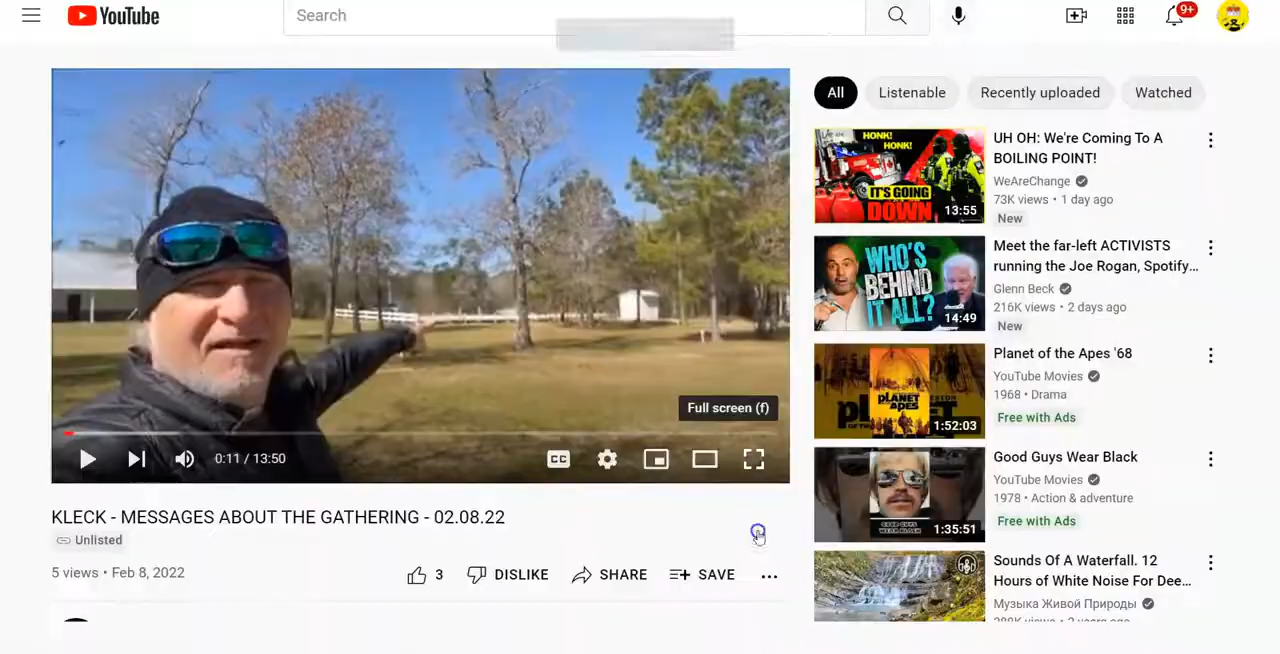 YouTube
Search
9+
All
Listenable
Recently uploaded
Watched
HONK!
HONK!
IT'S GOING
DOWN
13:55
UH OH: We're Coming To A
BOILING POINT!
WeAreChange
73K views • 1 day ago
New
WHO'S
BEHIND
IT ALL?
14:49
Meet the far-left ACTIVISTS
running the Joe Rogan, Spotify…
Glenn Beck
216K views • 2 days ago
New
PLANET
APES
1:52:03
Planet of the Apes '68
YouTube Movies
1968 • Drama
Free with Ads
GOOD GUYS
WEAR BLACK
1:35:51
Good Guys Wear Black
YouTube Movies
1978 • Action & adventure
Free with Ads
Sounds Of A Waterfall. 12
Hours of White Noise For Dee…
Музыка Живой Природы
Full screen (f)
0:11 / 13:50
CC
KLECK - MESSAGES ABOUT THE GATHERING - 02.08.22
Unlisted
5 views • Feb 8, 2022
3
DISLIKE
SHARE
SAVE